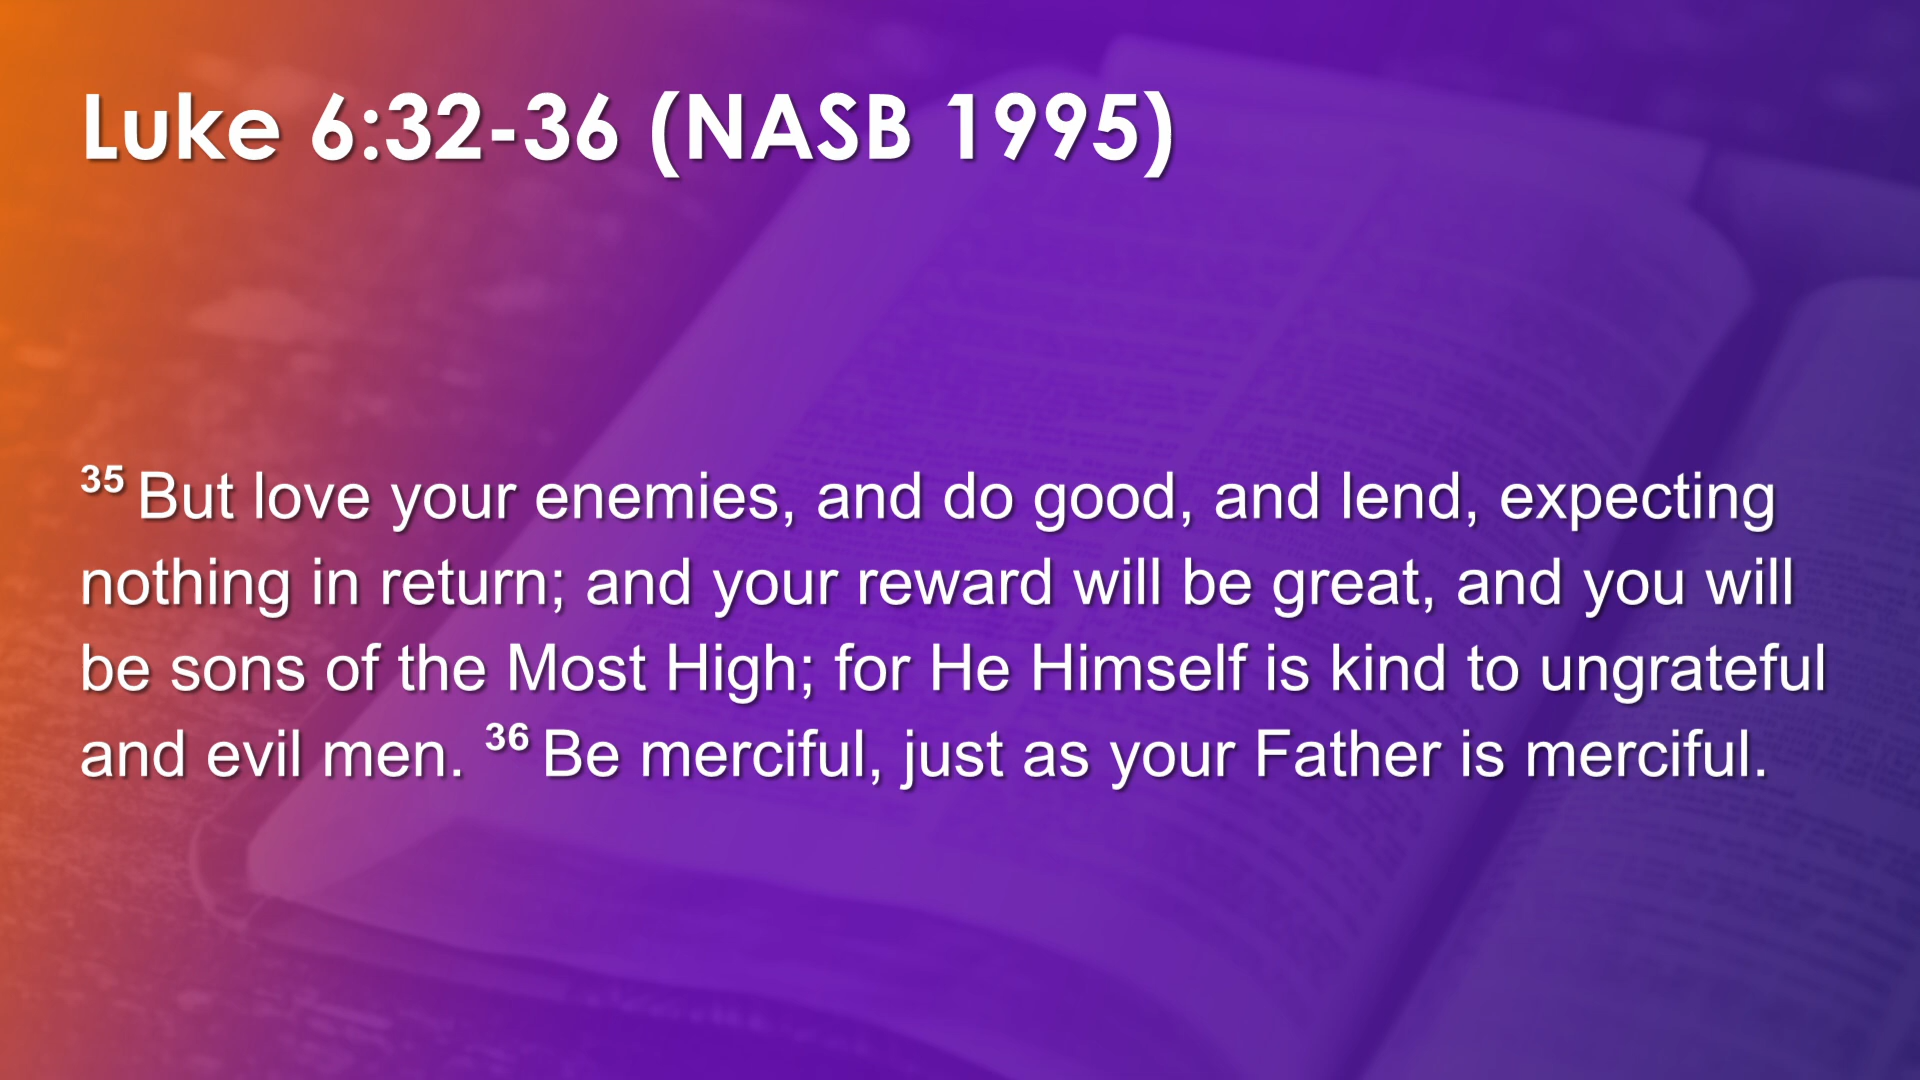 Luke 6:32-36 (NASB 1995)
35 But love your enemies, and do good, and lend, expecting
nothing in return; and your reward will be great, and you will
be sons of the Most High; for He Himself is kind to ungrateful
and evil men. 36 Be merciful, just as your Father is merciful.